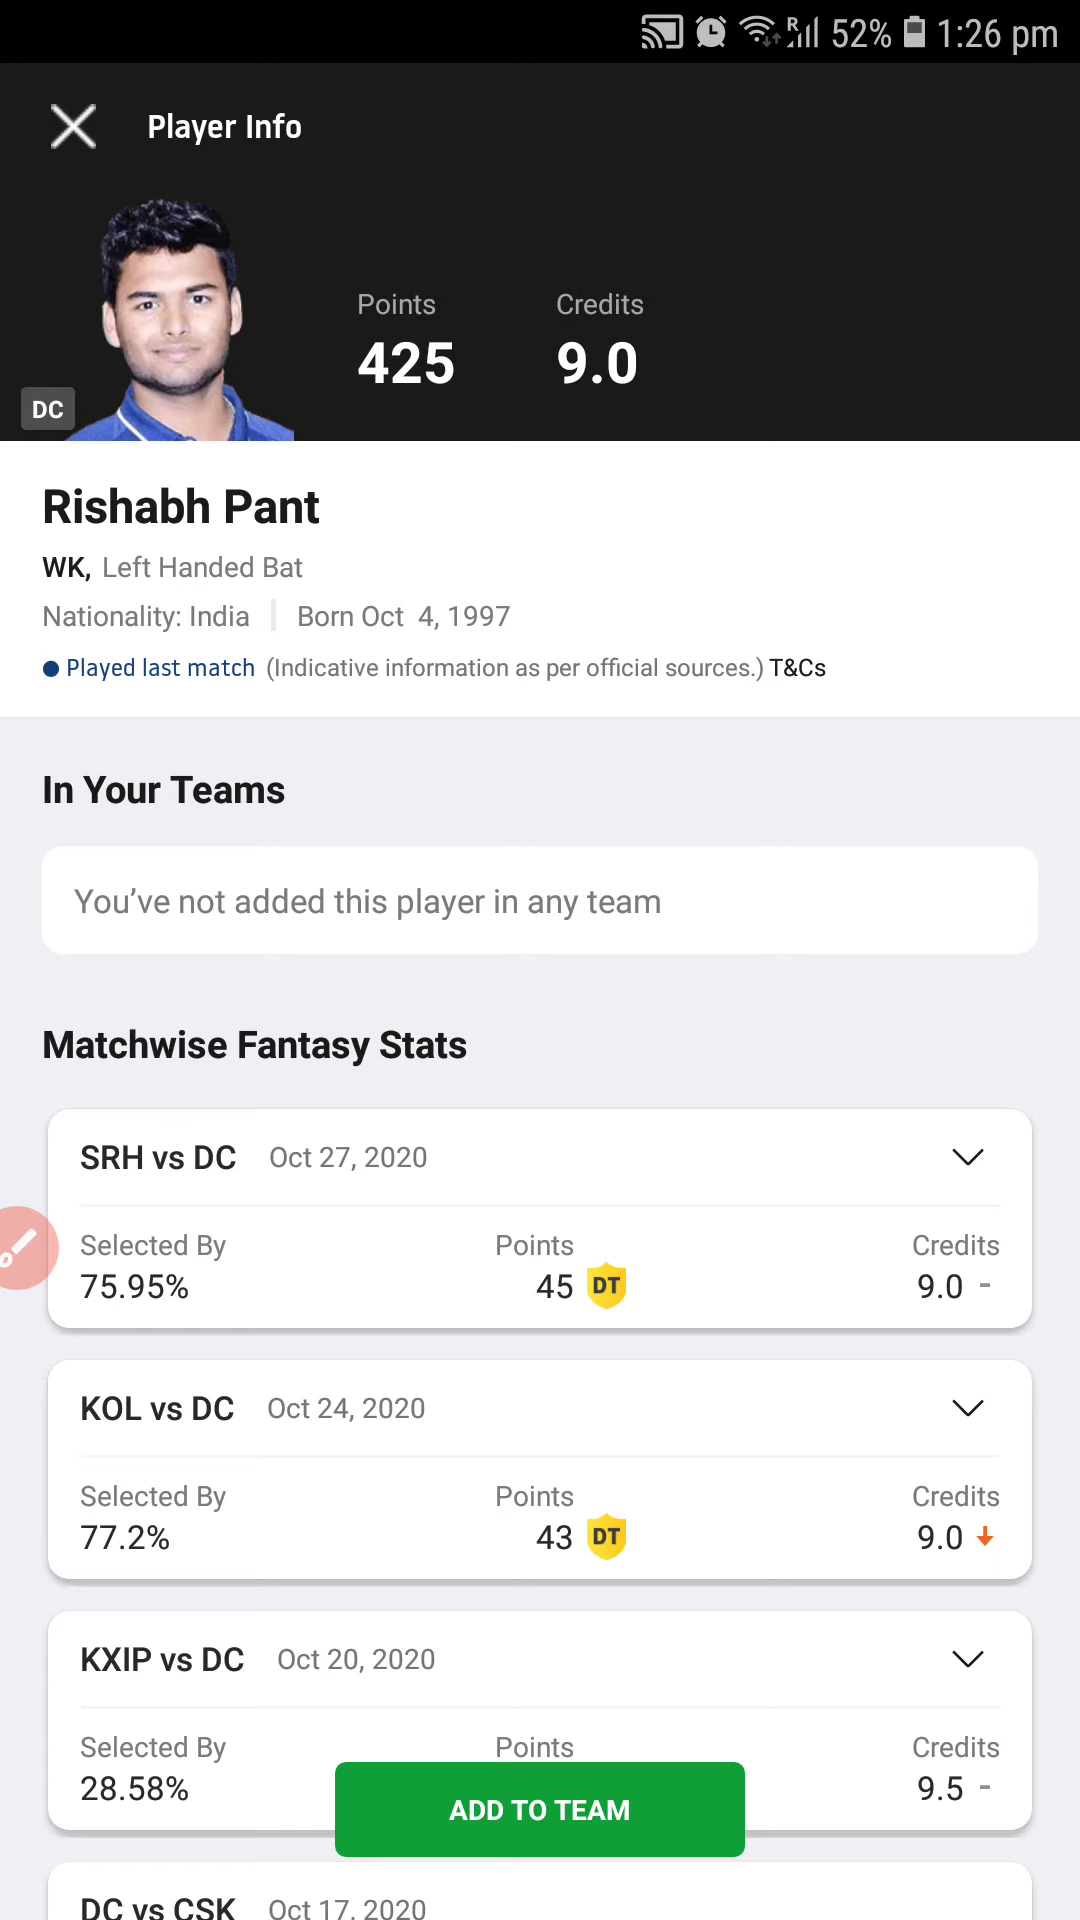 R 52% 1:26 pm
Player Info
Points Credits
425 9.0
DC
Rishabh Pant
WK, Left Handed Bat
Nationality: India Born Oct 4, 1997
Played last match (Indicative information as per official sources.) T&Cs
In Your Teams
You’ve not added this player in any team
Matchwise Fantasy Stats
SRH vs DC Oct 27, 2020
Selected By Points Credits
75.95% 45 DT 9.0 -
KOL vs DC Oct 24, 2020
Selected By Points Credits
77.2% 43 DT 9.0
KXIP vs DC Oct 20, 2020
Selected By Points Credits
28.58% 9.5 -
ADD TO TEAM
DC vs CSK Oct 17, 2020